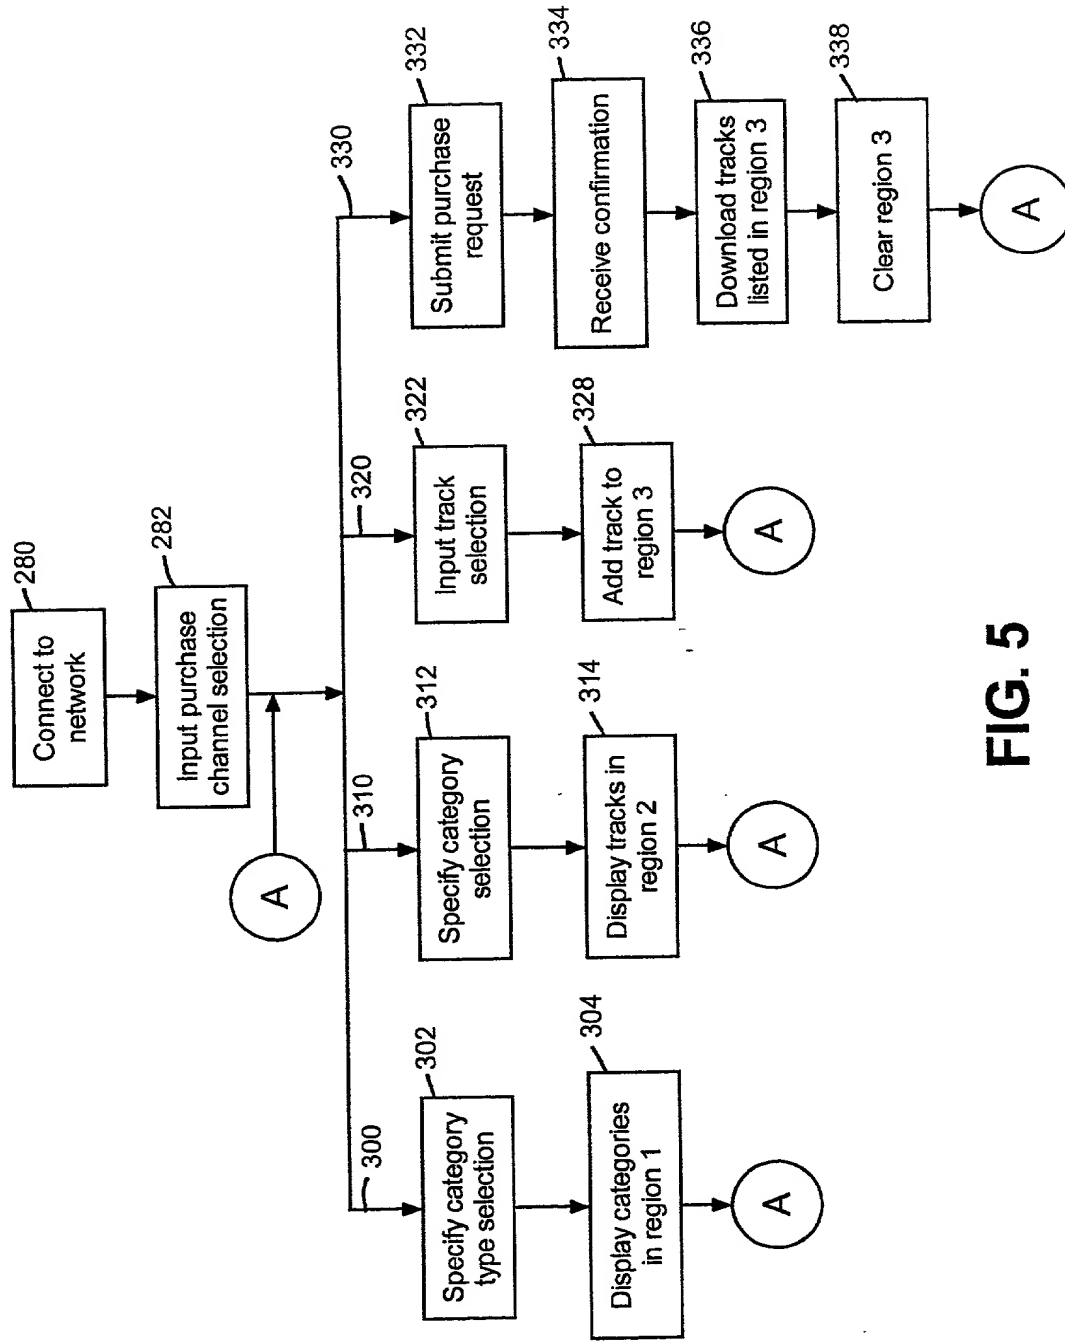 280
Connect to
network
282
Input purchase
channel selection
A
300
302
Specify category
type selection
304
Display categories
in region 1
A
310
312
Specify category
selection
314
Display tracks in
region 2
A
320
322
Input track
selection
328
Add track to
region 3
A
330
332
Submit purchase
request
334
Receive confirmation
336
Download tracks
listed in region 3
338
Clear region 3
A
FIG. 5